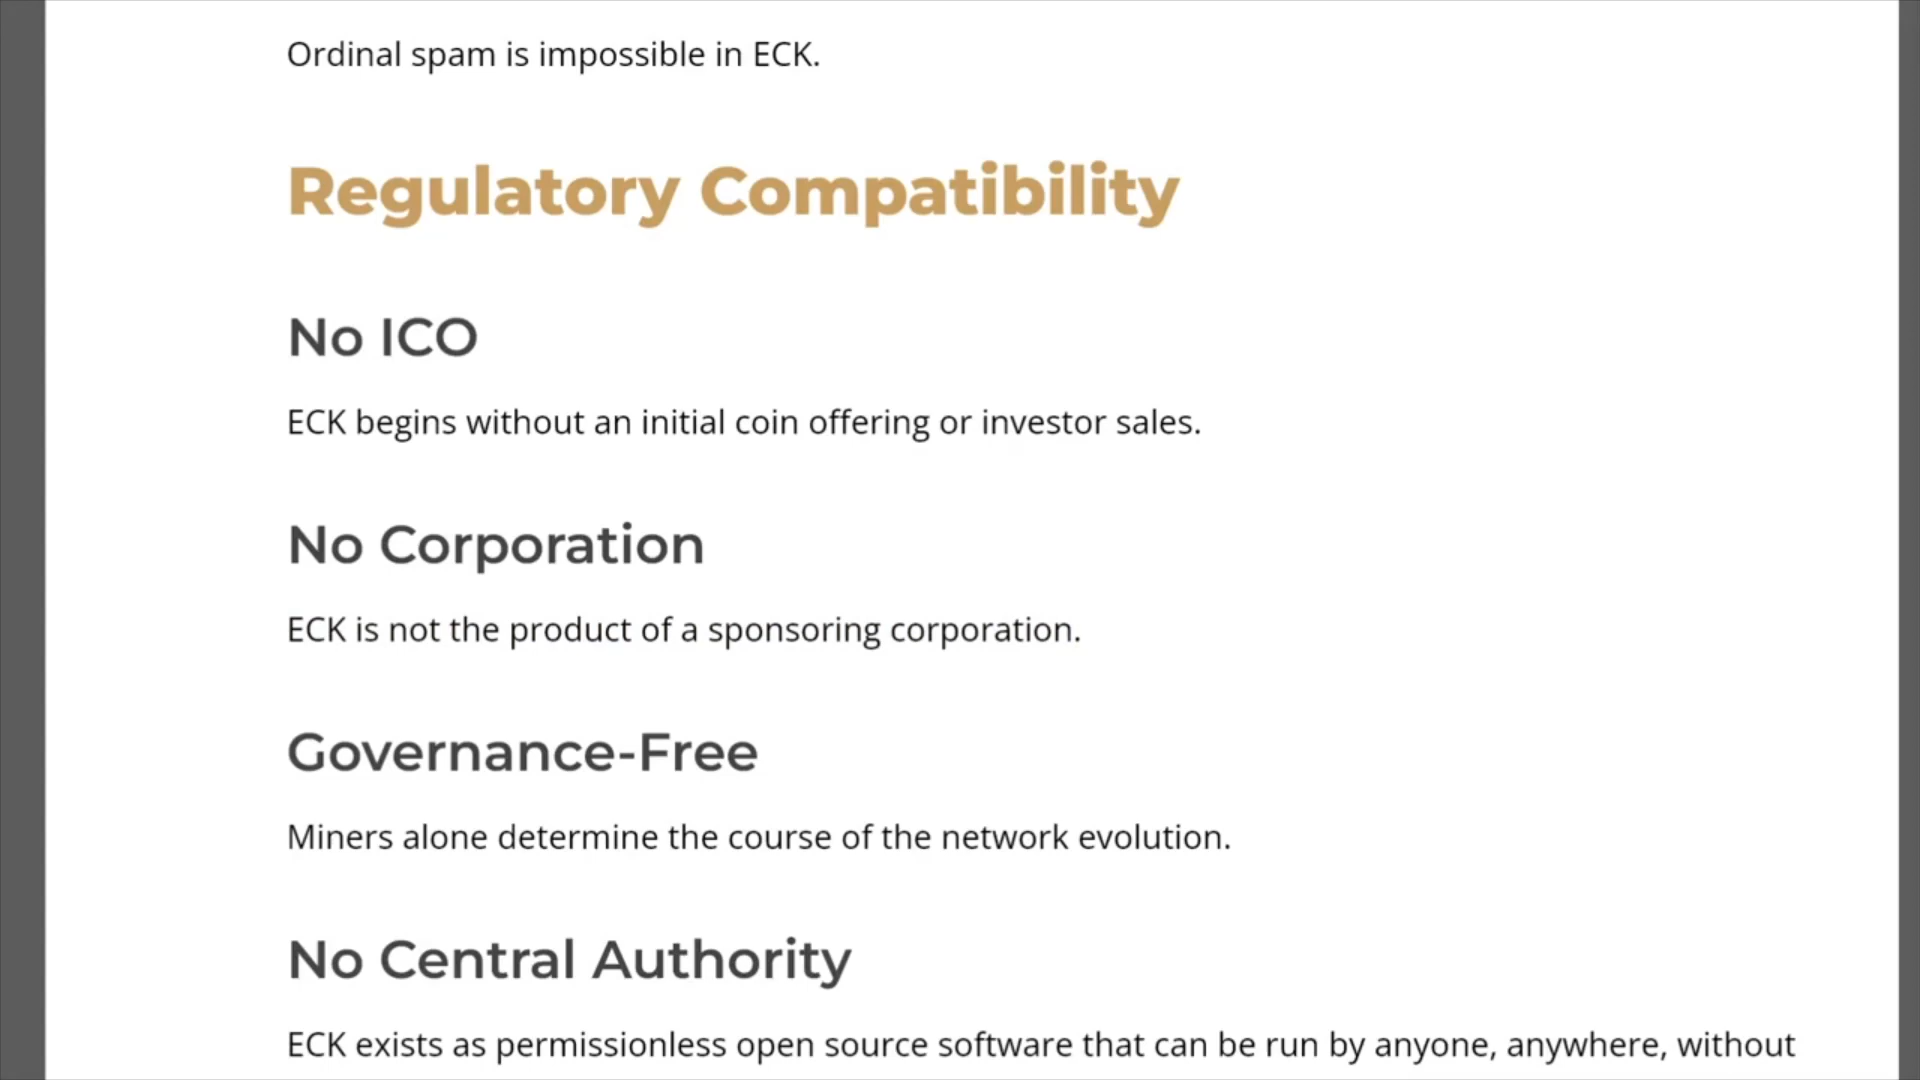 Ordinal spam is impossible in ECK.
Regulatory Compatibility
No ICO
ECK begins without an initial coin offering or investor sales.
No Corporation
ECK is not the product of a sponsoring corporation.
Governance-Free
Miners alone determine the course of the network evolution.
No Central Authority
ECK exists as permissionless open source software that can be run by anyone, anywhere, without